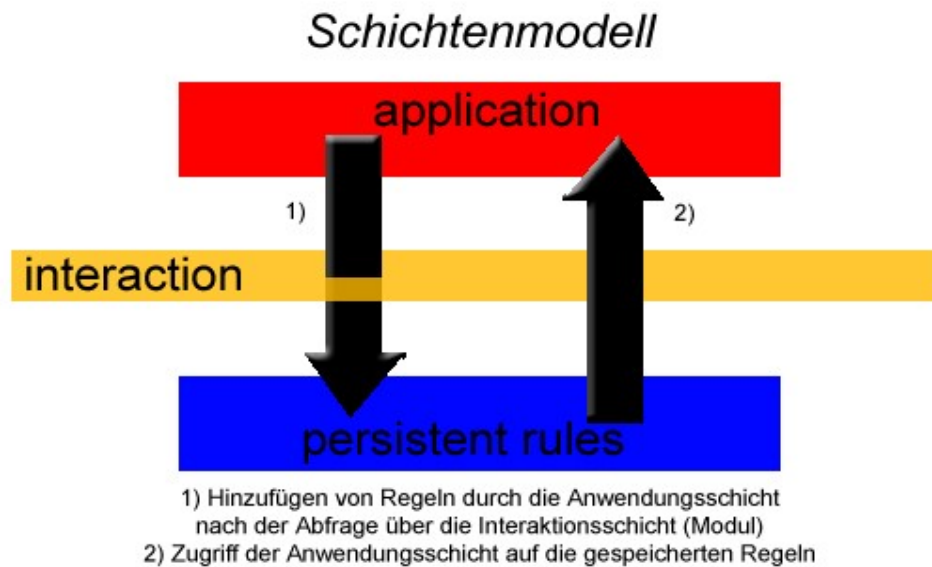 Schichtenmodell
application
1)
2)
interaction
persistent rules
1) Hinzufügen von Regeln durch die Anwendungsschicht
nach der Abfrage über die Interaktionsschicht (Modul)
2) Zugriff der Anwendungsschicht auf die gespeicherten Regeln